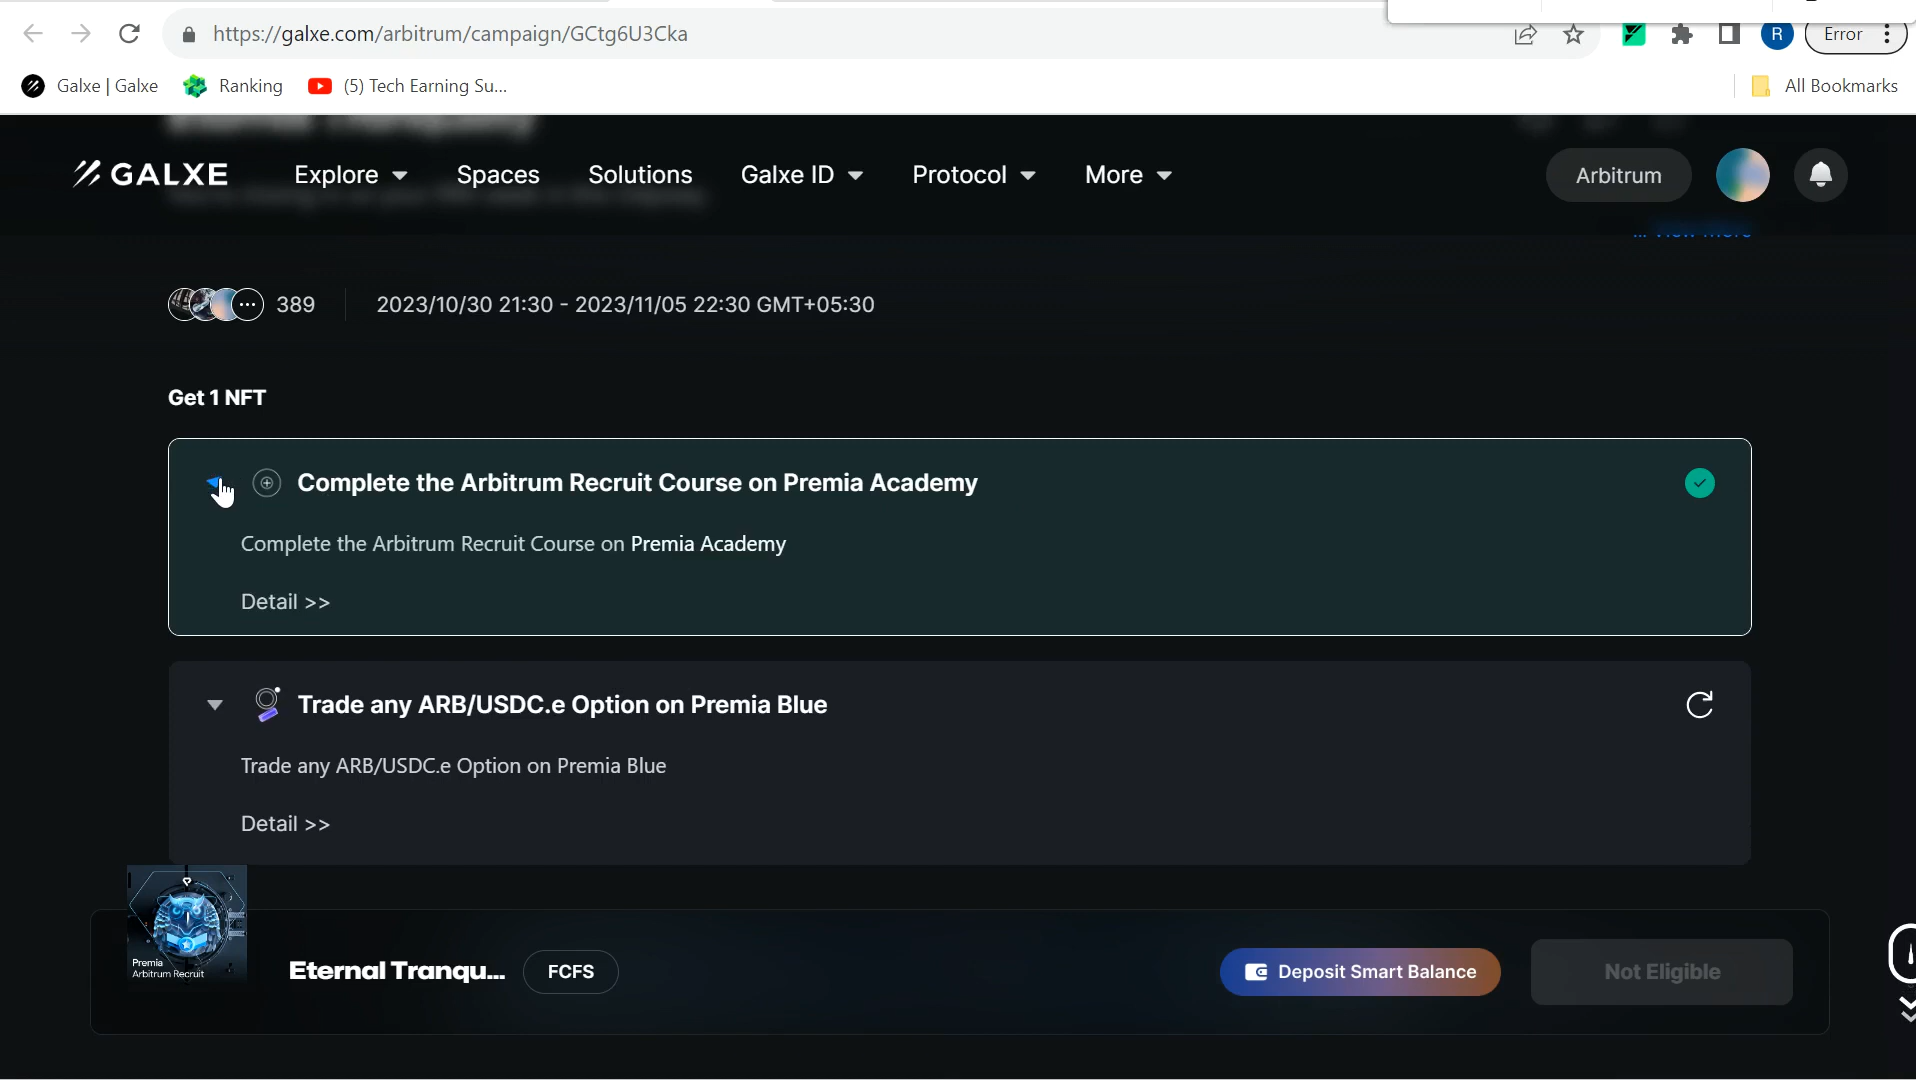 https://galxe.com/arbitrum/campaign/GCtg6U3Cka
R
Error
Galxe | Galxe
Ranking
(5) Tech Earning Su...
All Bookmarks
GALXE
Explore
Spaces
Solutions
Galxe ID
Protocol
More
Arbitrum
... View more
389
2023/10/30 21:30 - 2023/11/05 22:30 GMT+05:30
Get 1 NFT
Complete the Arbitrum Recruit Course on Premia Academy
Complete the Arbitrum Recruit Course on Premia Academy
Detail >>
Trade any ARB/USDC.e Option on Premia Blue
Trade any ARB/USDC.e Option on Premia Blue
Detail >>
Premia
Arbitrum Recruit
Eternal Tranqu...
FCFS
Deposit Smart Balance
Not Eligible